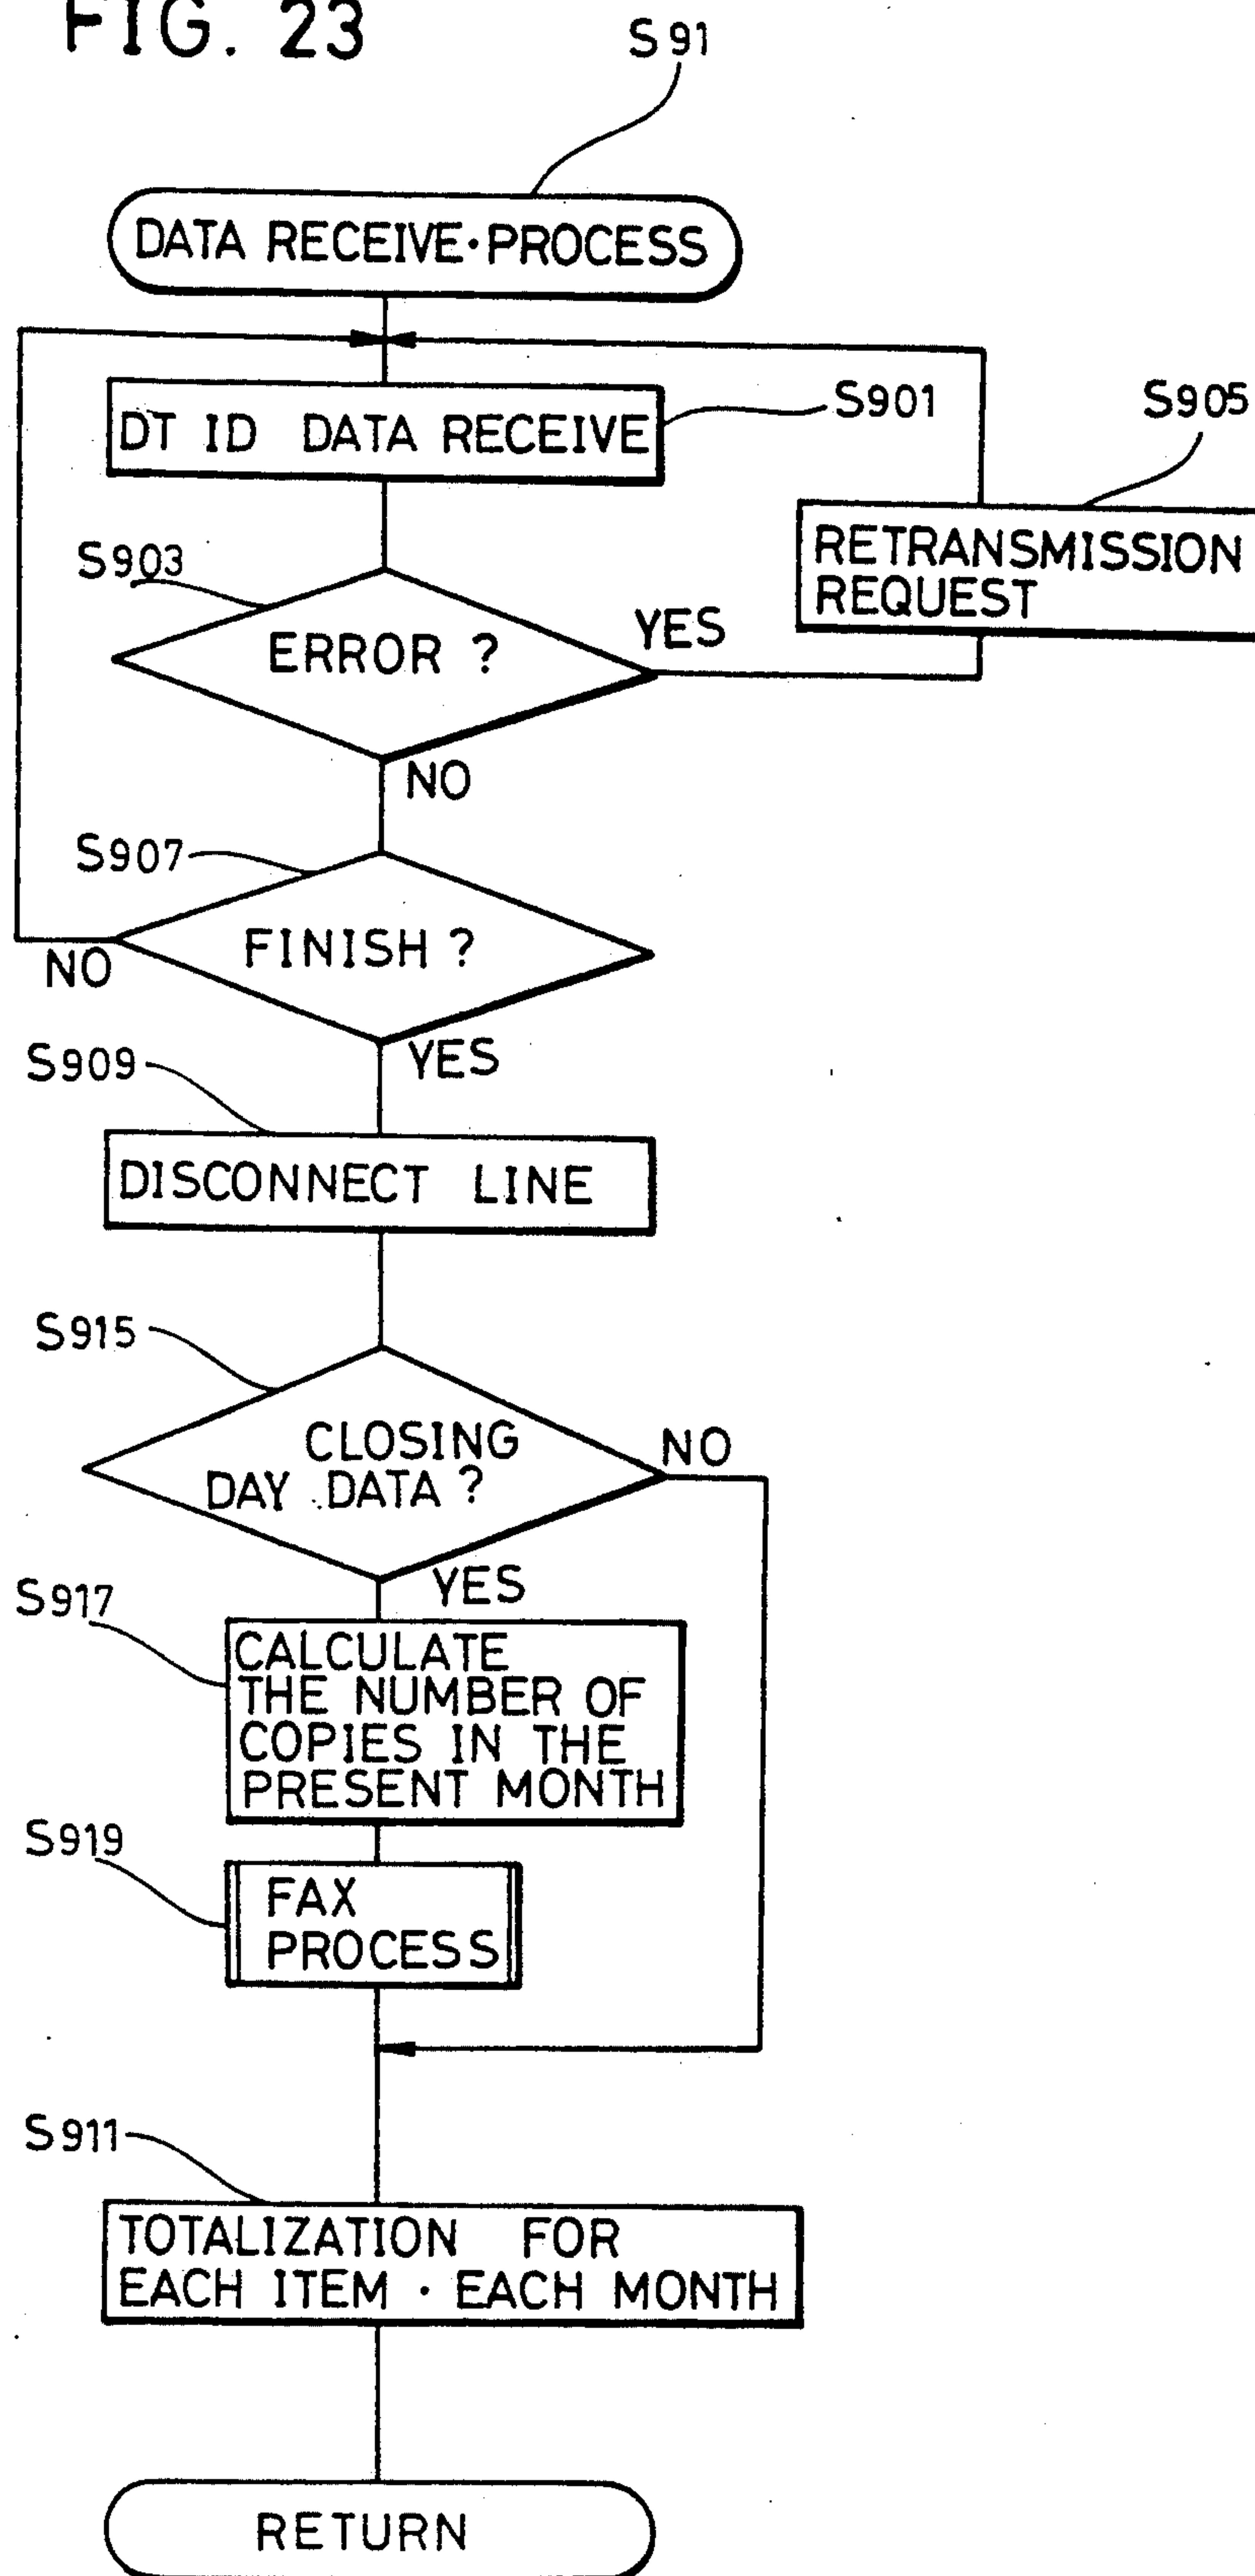 FIG. 23
S91
DATA RECEIVE·PROCESS
DT ID DATA RECEIVE
S901
S905
RETRANSMISSION
REQUEST
S903
ERROR ?
YES
NO
S907
FINISH ?
NO
YES
S909
DISCONNECT LINE
S915
CLOSING
DAY DATA ?
NO
YES
S917
CALCULATE
THE NUMBER OF
COPIES IN THE
PRESENT MONTH
S919
FAX
PROCESS
S911
TOTALIZATION FOR
EACH ITEM · EACH MONTH
RETURN